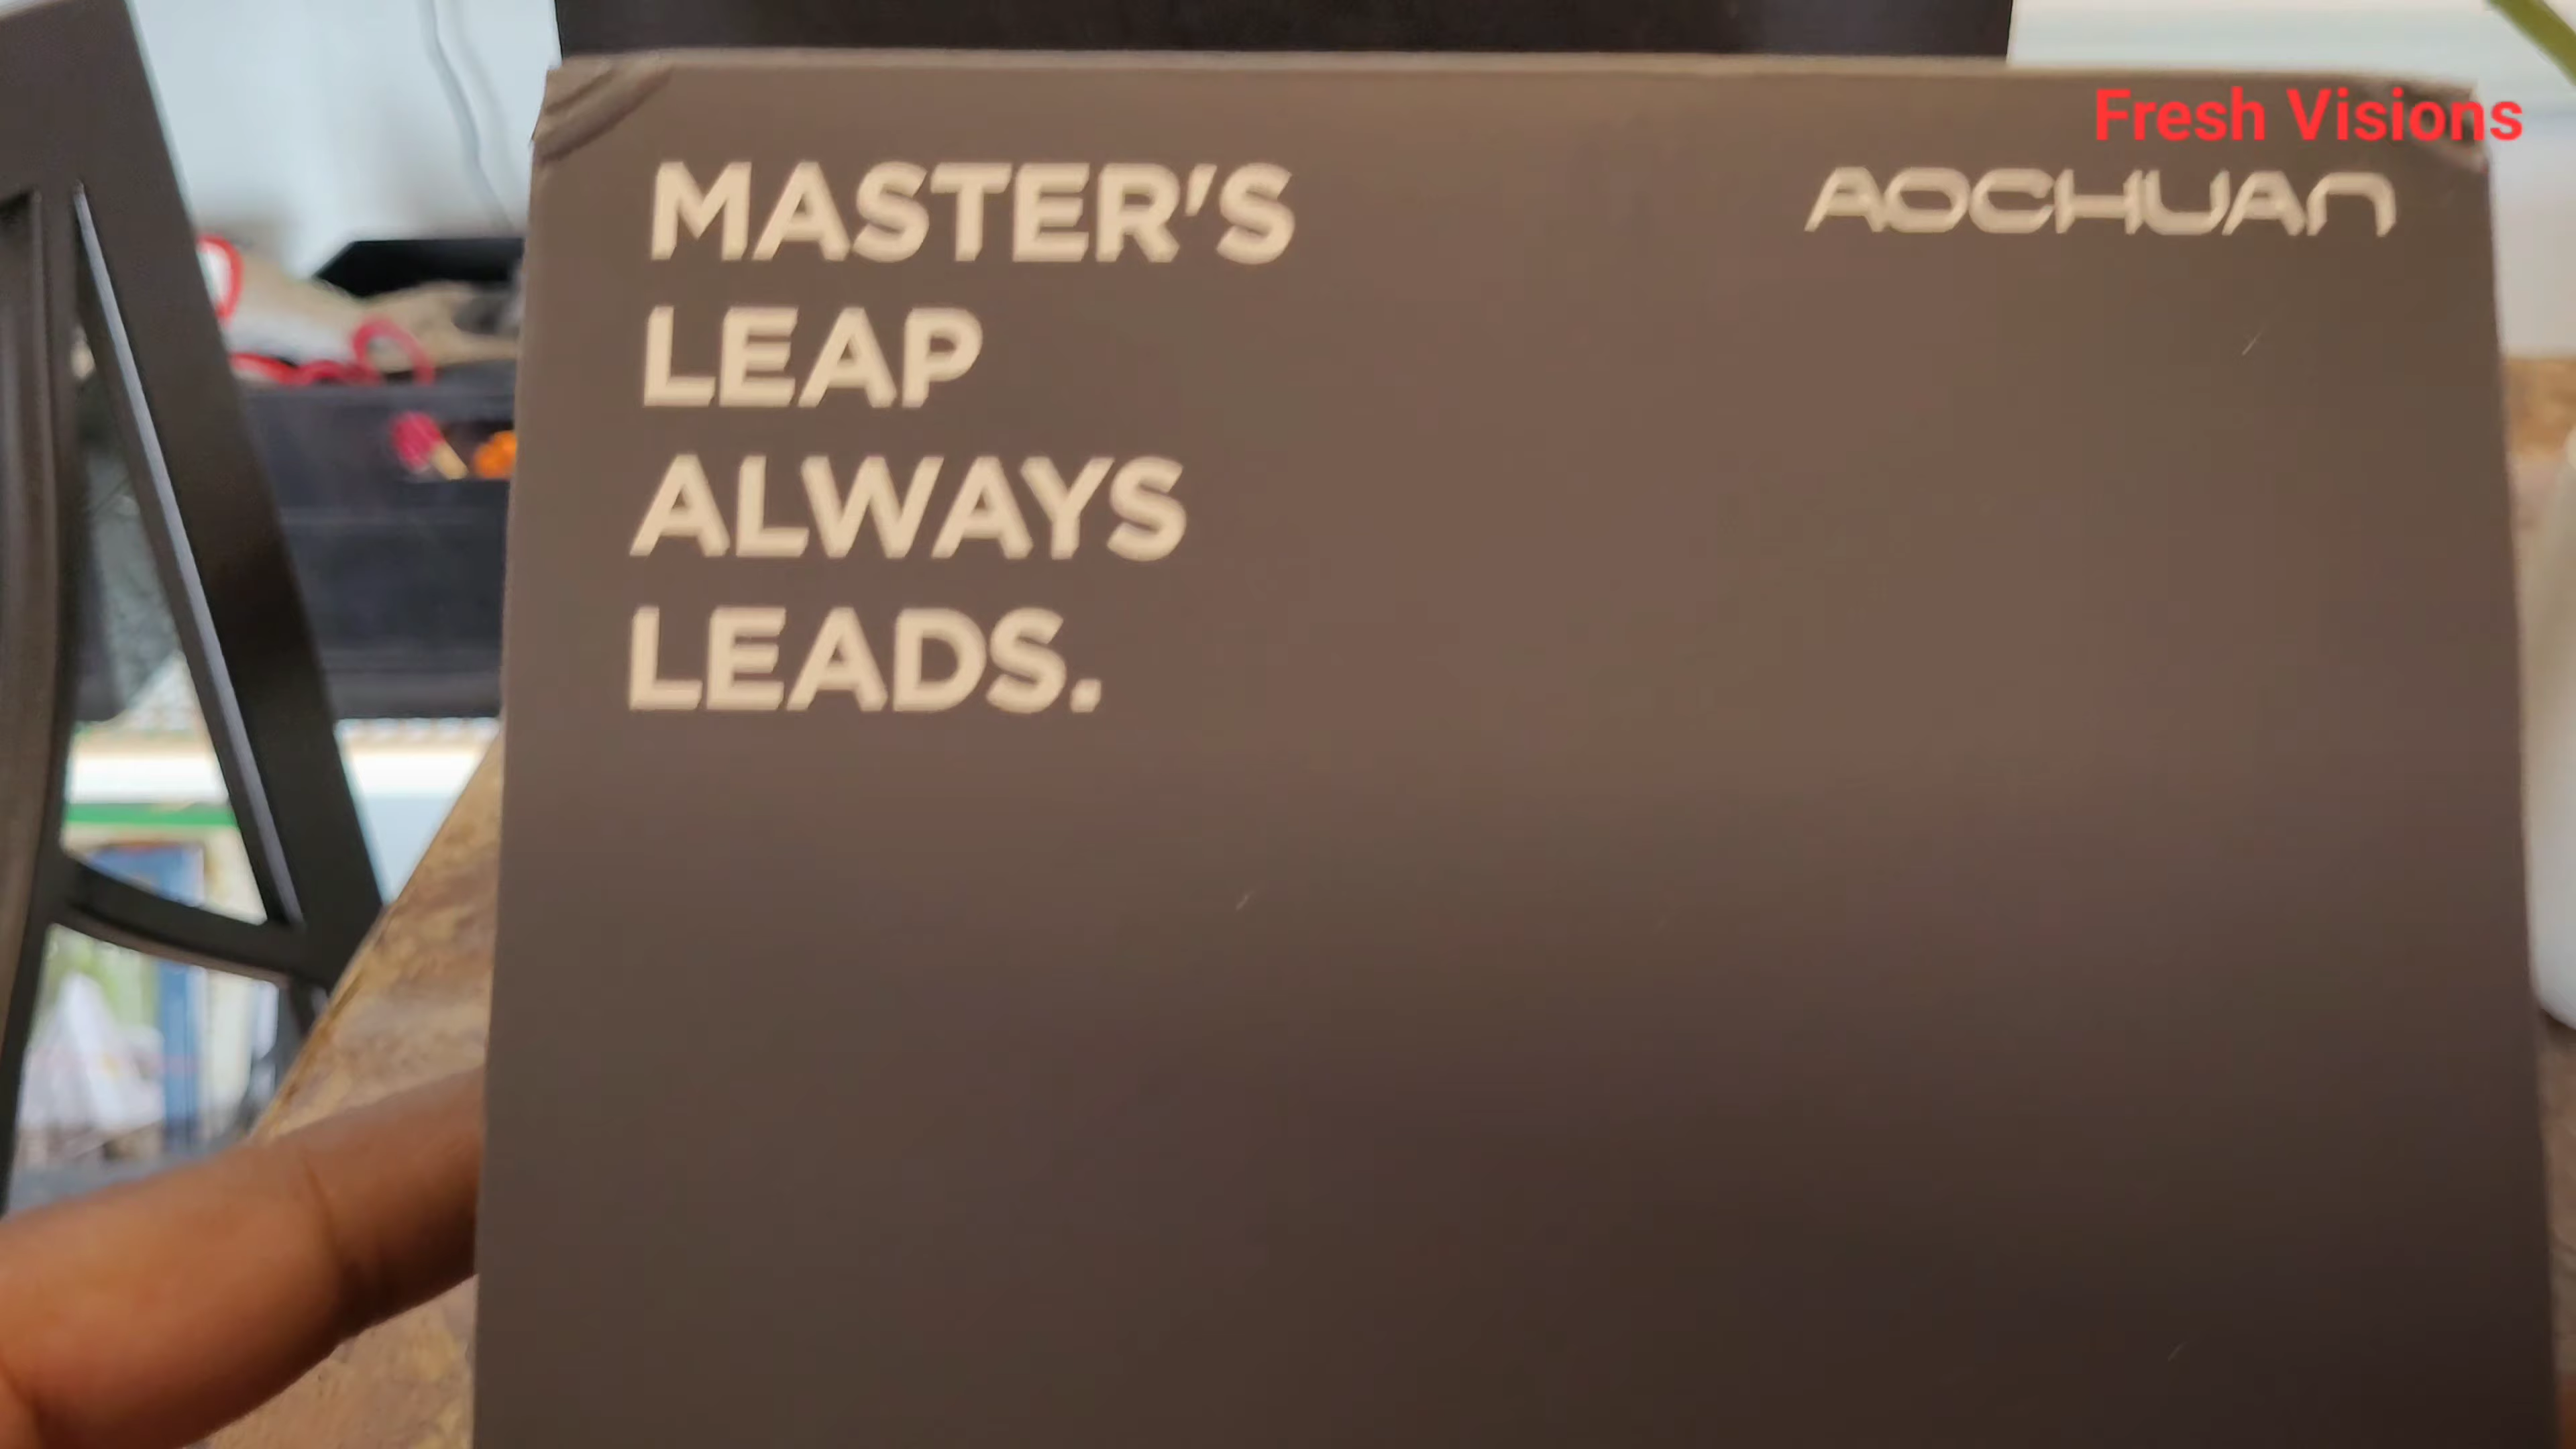 Fresh Visions
MASTER'S
LEAP
ALWAYS
LEADS.
AOCHUAN